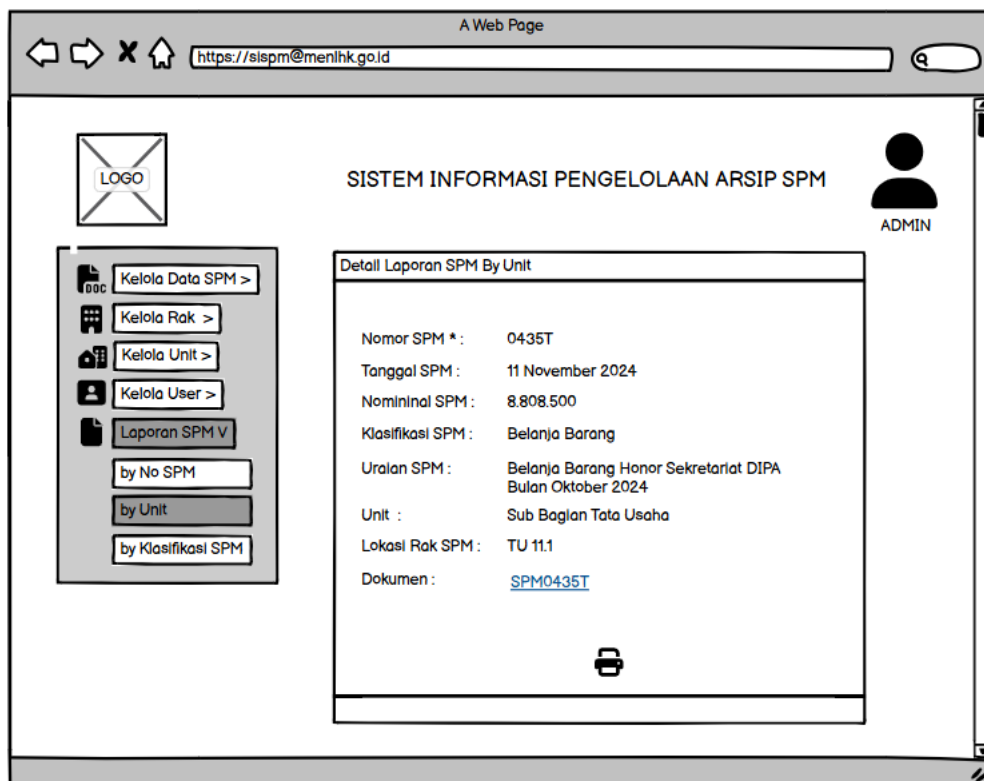 A Web Page
https://sispm@menlhk.go.id
LOGO
SISTEM INFORMASI PENGELOLAAN ARSIP SPM
ADMIN
DOC
Kelola Data SPM >
Kelola Rak >
Kelola Unit >
Kelola User >
Laporan SPM V
by No SPM
by Unit
by Klasifikasi SPM
Detail Laporan SPM By Unit
Nomor SPM * : 0435T
Tanggal SPM : 11 November 2024
Nomininal SPM : 8.808.500
Klasifikasi SPM : Belanja Barang
Uraian SPM : Belanja Barang Honor Sekretariat DIPA
Bulan Oktober 2024
Unit : Sub Bagian Tata Usaha
Lokasi Rak SPM : TU 11.1
Dokumen : SPM0435T